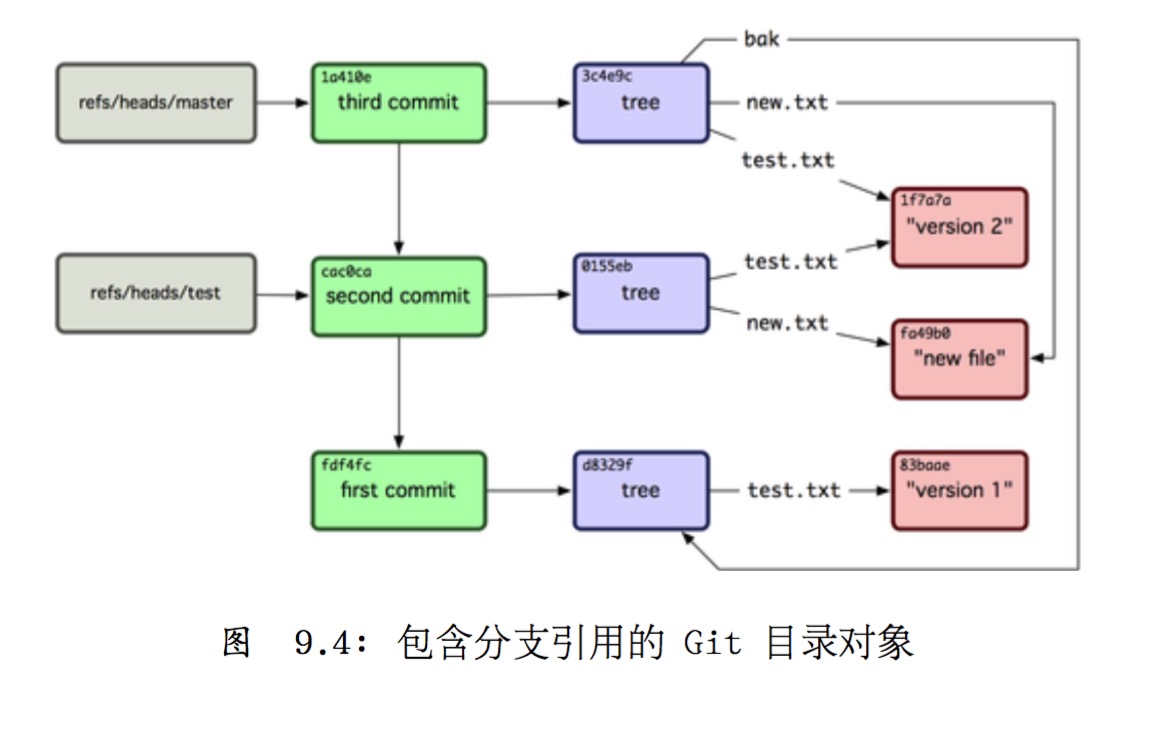 bak
1a410e
3c4e9c
refs/heads/master
third commit
tree
new.txt
test.txt
1f7a7a
"version 2"
cac0ca
0155eb
test.txt
refs/heads/test
second commit
tree
new.txt
fa49b0
"new file"
fdf4fc
d8329f
83baae
first commit
tree
test.txt
"version 1"
图 9.4: 包含分支引用的 Git 目录对象